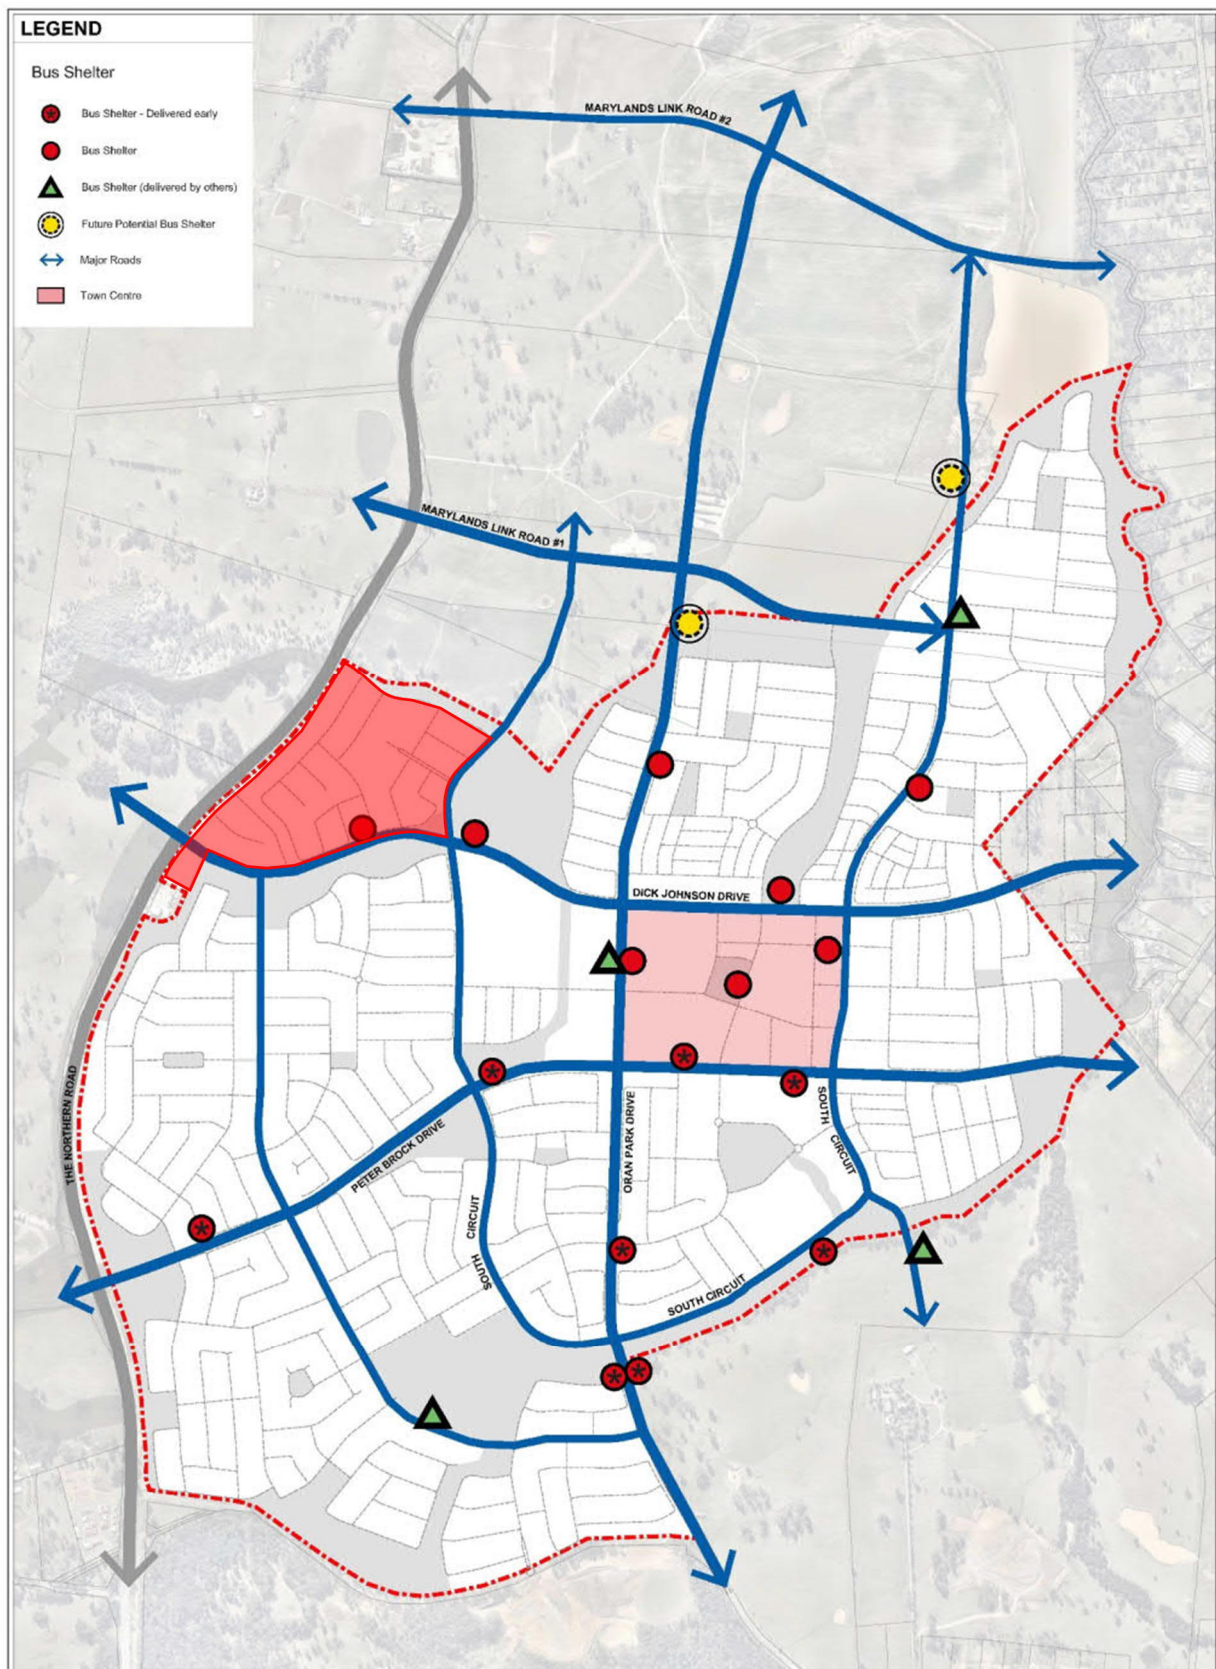 LEGEND
Bus Shelter
Bus Shelter - Delivered early
Bus Shelter
Bus Shelter (delivered by others)
Future Potential Bus Shelter
Major Roads
Town Centre
MARYLANDS LINK ROAD #2
MARYLANDS LINK ROAD #1
DICK JOHNSON DRIVE
THE NORTHERN ROAD
PETER BROCK DRIVE
ORAN PARK DRIVE
SOUTH CIRCUIT
SOUTH CIRCUIT
SOUTH CIRCUIT